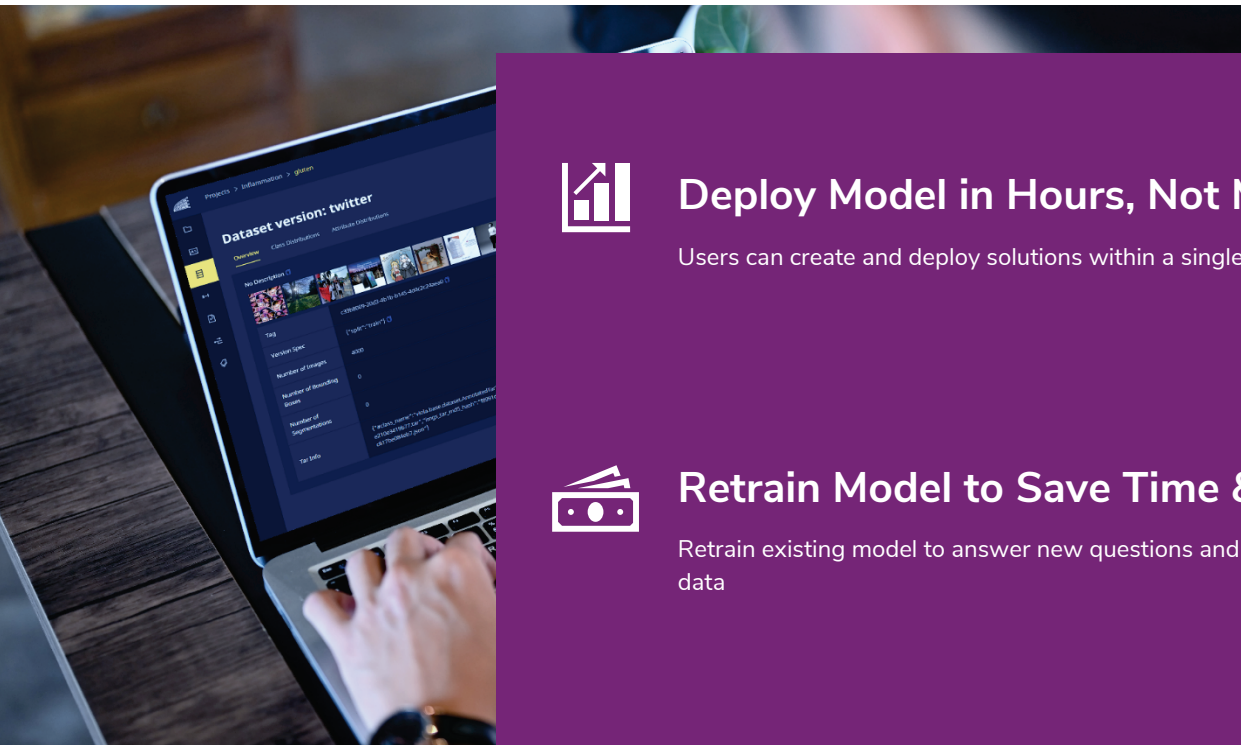 Projects > Inflammation > gluten
Dataset version: twitter
Overview Class Distributions Attribute Distributions
No Description
Tag
Version Spec
{"split":"train"}
Number of Images
4000
Number of Bounding
Boxes
0
Number of
Segmentations
0
Tar Info
Deploy Model in Hours, Not
Users can create and deploy solutions within a single
Retrain Model to Save Time &
Retrain existing model to answer new questions and
data